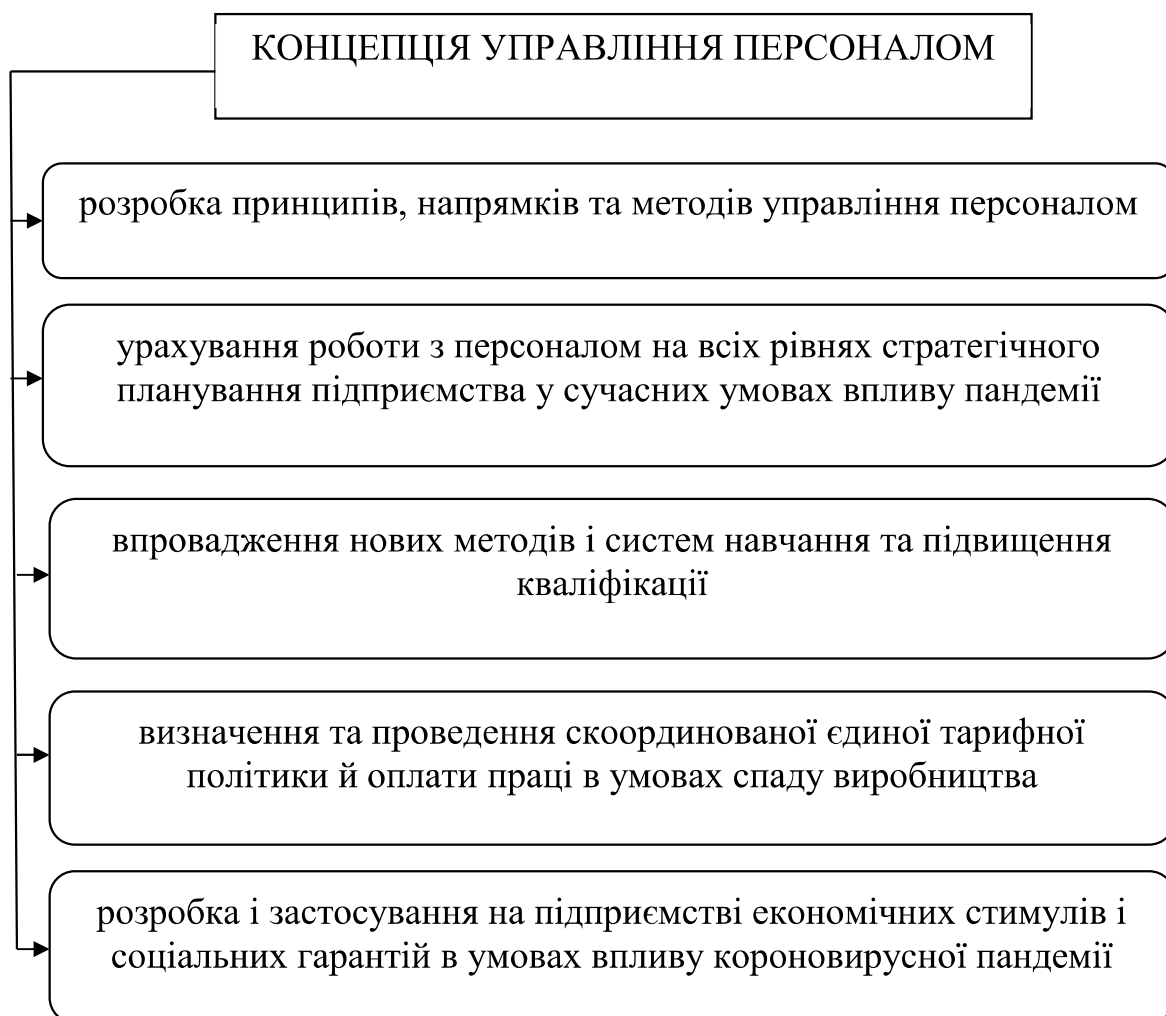 КОНЦЕПЦІЯ УПРАВЛІННЯ ПЕРСОНАЛОМ
розробка принципів, напрямків та методів управління персоналом
урахування роботи з персоналом на всіх рівнях стратегічного
планування підприємства у сучасних умовах впливу пандемії
впровадження нових методів і систем навчання та підвищення
кваліфікації
визначення та проведення скоординованої єдиної тарифної
політики й оплати праці в умовах спаду виробництва
розробка і застосування на підприємстві економічних стимулів і
соціальних гарантій в умовах впливу короновирусної пандемії